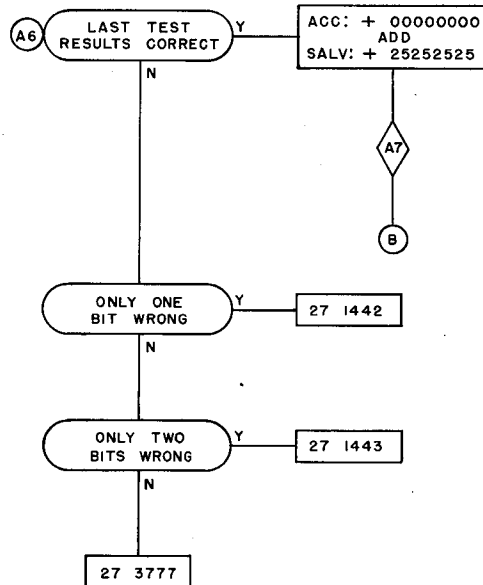 A6
LAST TEST
RESULTS CORRECT
Y
ACC: + 00000000
ADD
SALV: + 25252525
N
A7
B
ONLY ONE
BIT WRONG
Y
27 1442
N
ONLY TWO
BITS WRONG
Y
27 1443
N
27 3777